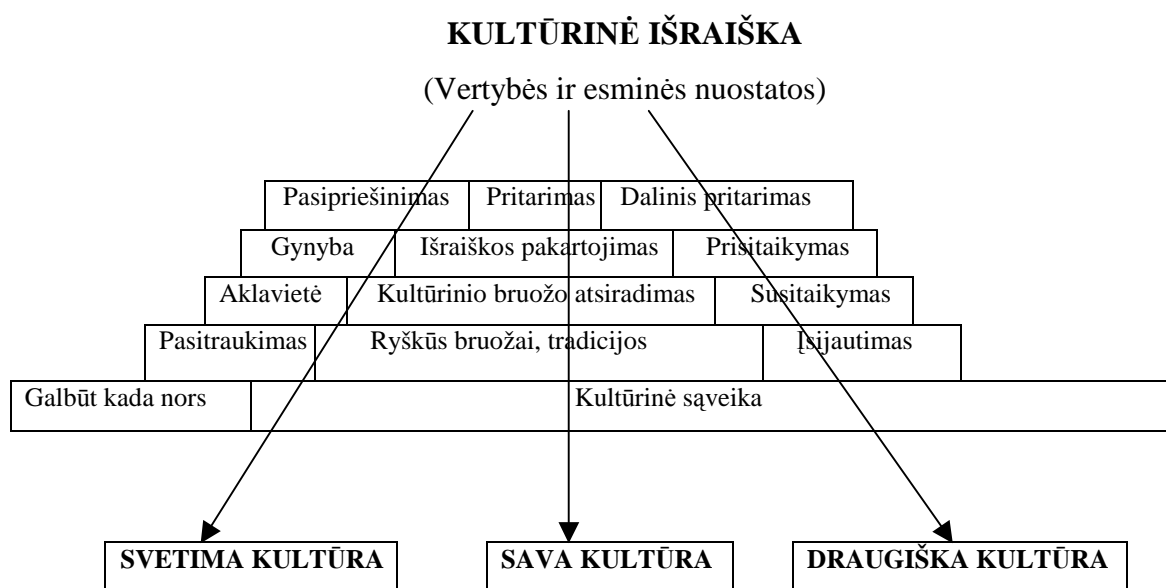 KULTŪRINĖ IŠRAIŠKA
(Vertybės ir esminės nuostatos)
Pasipriešinimas Pritarimas Dalinis pritarimas
Gynyba Išraiškos pakartojimas Prisitaikymas
Aklavietė Kultūrinio bruožo atsiradimas Susitaikymas
Pasitraukimas Ryškūs bruožai, tradicijos Įsijautimas
Galbūt kada nors Kultūrinė sąveika
SVETIMA KULTŪRA SAVA KULTŪRA DRAUGIŠKA KULTŪRA